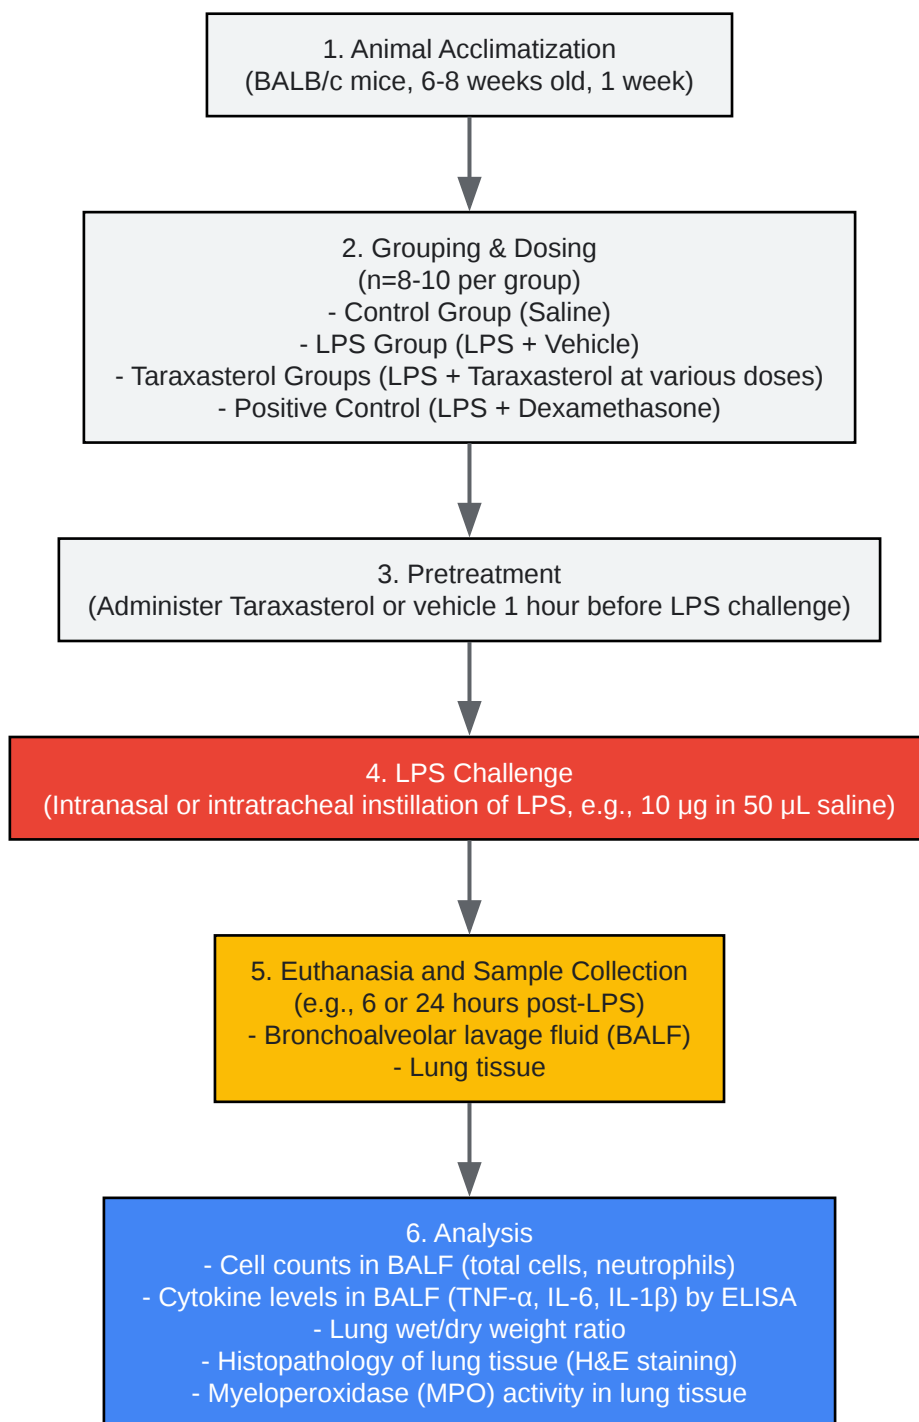 1. Animal Acclimatization
(BALB/c mice, 6-8 weeks old, 1 week)
2. Grouping & Dosing
(n=8-10 per group)
- Control Group (Saline)
- LPS Group (LPS + Vehicle)
- Taraxasterol Groups (LPS + Taraxasterol at various doses)
- Positive Control (LPS + Dexamethasone)
3. Pretreatment
(Administer Taraxasterol or vehicle 1 hour before LPS challenge)
4. LPS Challenge
(Intranasal or intratracheal instillation of LPS, e.g., 10 μg in 50 μL saline)
5. Euthanasia and Sample Collection
(e.g., 6 or 24 hours post-LPS)
- Bronchoalveolar lavage fluid (BALF)
- Lung tissue
6. Analysis
- Cell counts in BALF (total cells, neutrophils)
- Cytokine levels in BALF (TNF-α, IL-6, IL-1β) by ELISA
- Lung wet/dry weight ratio
- Histopathology of lung tissue (H&E staining)
- Myeloperoxidase (MPO) activity in lung tissue